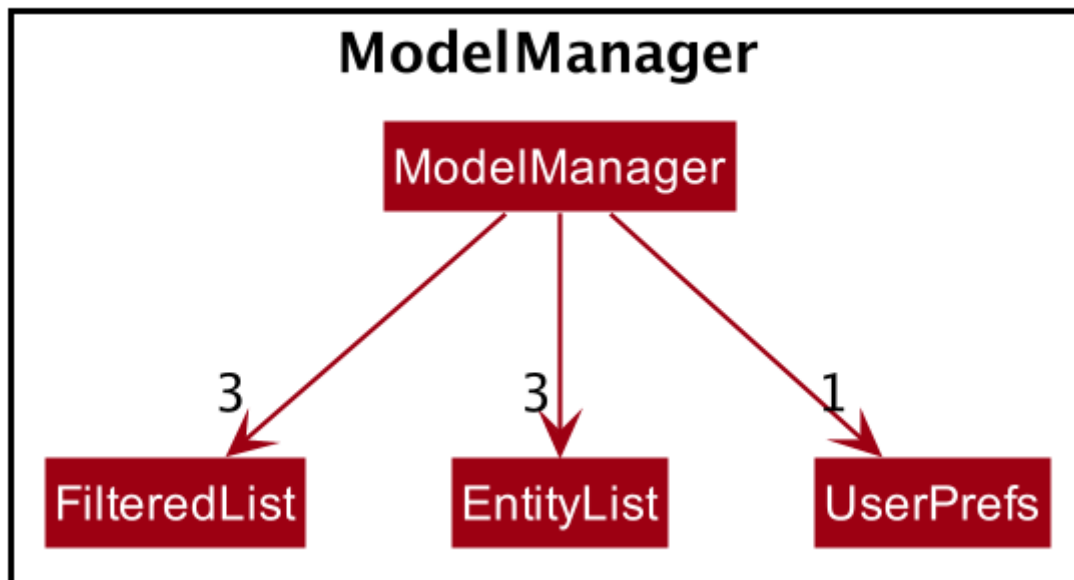 ModelManager
ModelManager
3
3
1
FilteredList
EntityList
UserPrefs